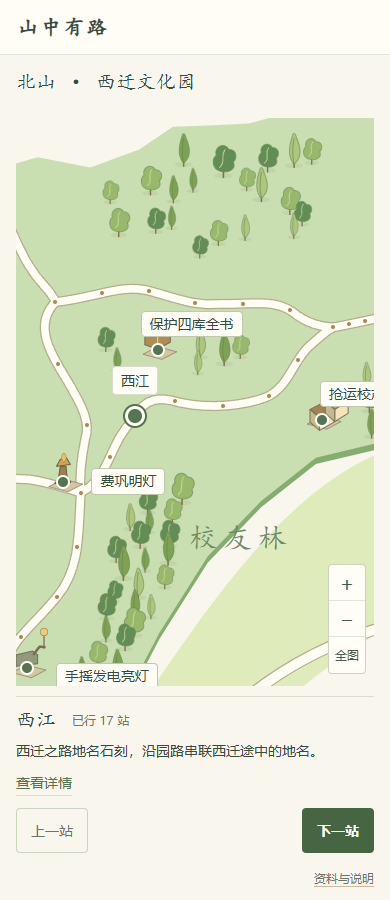 山中有路
北山 • 西迁文化园
保护四库全书
西江
抢运校
费巩明灯
校友林
+
−
全图
手摇发电亮灯
西江 已行 17 站
西迁之路地名石刻，沿园路串联西迁途中的地名。
查看详情
上一站
下一站
资料与说明